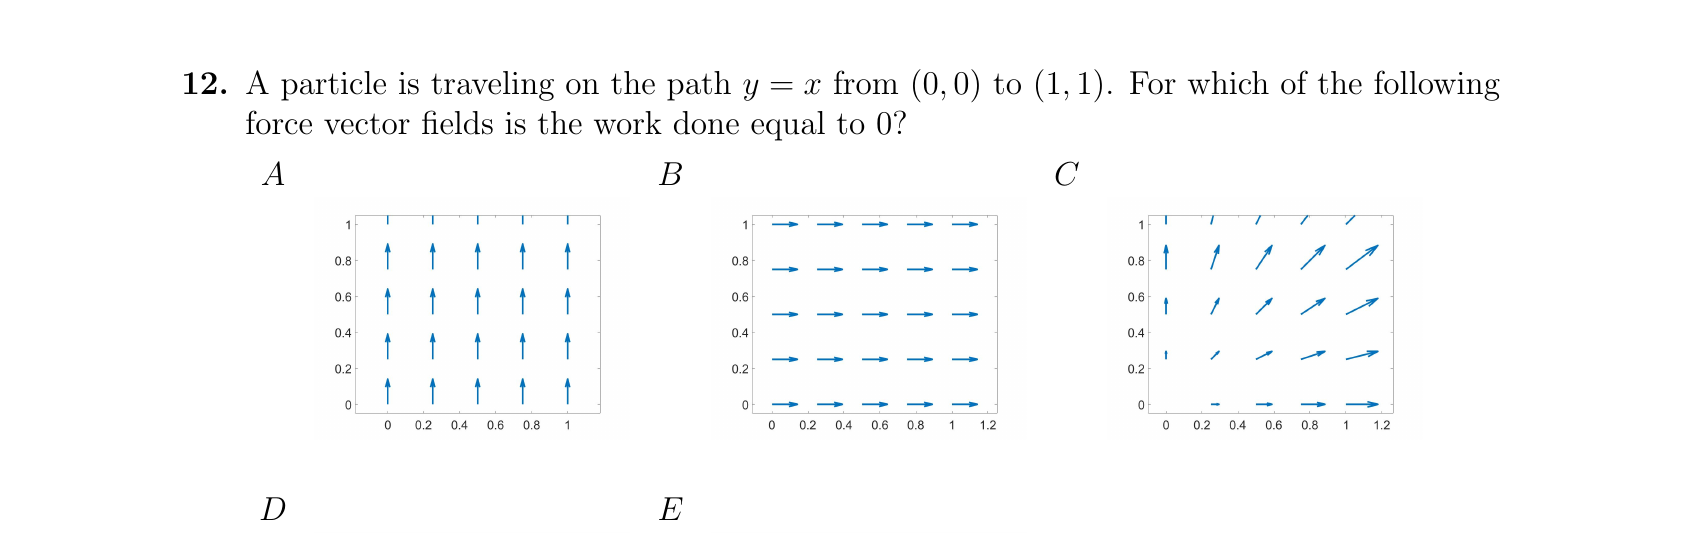 12. A particle is traveling on the path y = x from (0, 0) to (1, 1). For which of the following
force vector fields is the work done equal to 0?
A B C
1 1 1
0.8 0.8 0.8
0.6 0.6 0.6
0.4 0.4 0.4
0.2 0.2 0.2
0 0 0
0 0.2 0.4 0.6 0.8 1 0 0.2 0.4 0.6 0.8 1 1.2 0 0.2 0.4 0.6 0.8 1 1.2
D E